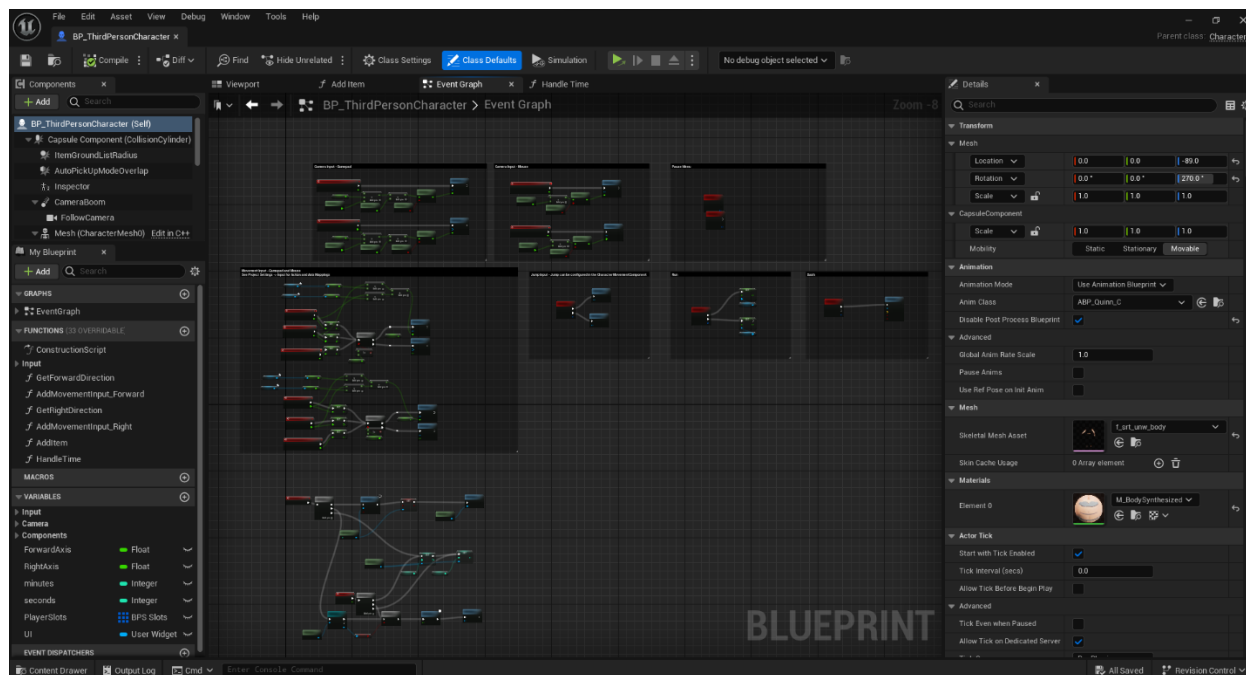 File Edit Asset View Debug Window Tools Help
BP_ThirdPersonCharacter
Parent class: Character
Compile Diff Find Hide Unrelated Class Settings Class Defaults Simulation No debug object selected
Components
Viewport Add Item Event Graph Handle Time
Details
+ Add Search
BP_ThirdPersonCharacter > Event Graph Zoom -8
Search
BP_ThirdPersonCharacter (Self)
Capsule Component (CollisionCylinder)
ItemGroundListRadius
AutoPickUpModeOverlap
Inspector
CameraBoom
FollowCamera
Mesh (CharacterMesh0) Edit in C++
My Blueprint
+ Add Search
GRAPHS
EventGraph
FUNCTIONS (33 OVERRIDABLE)
ConstructionScript
Input
GetForwardDirection
AddMovementInput_Forward
GetRightDirection
AddMovementInput_Right
AddItem
HandleTime
MACROS
VARIABLES
Input
Camera
Components
ForwardAxis Float
RightAxis Float
minutes Integer
seconds Integer
PlayerSlots BPS Slots
UI User Widget
EVENT DISPATCHERS
Camera Input - Gamepad
Camera Input - Mouse
BLUEPRINT
Transform
Mesh
Location 0.0 0.0 -89.0
Rotation 0.0 ° 0.0 ° 270.0 °
Scale 1.0 1.0 1.0
CapsuleComponent
Scale 1.0 1.0 1.0
Mobility Static Stationary Movable
Animation
Animation Mode Use Animation Blueprint
Anim Class ABP_Quinn_C
Disable Post Process Blueprint
Advanced
Global Anim Rate Scale 1.0
Pause Anims
Use Ref Pose on Init Anim
Mesh
Skeletal Mesh Asset f_srt_unw_body
Skin Cache Usage 0 Array element
Materials
Element 0 M_BodySynthesized
Actor Tick
Start with Tick Enabled
Tick Interval (secs) 0.0
Allow Tick Before Begin Play
Advanced
Tick Even when Paused
Allow Tick on Dedicated Server
Content Drawer Output Log Cmd Enter Console Command All Saved Revision Control